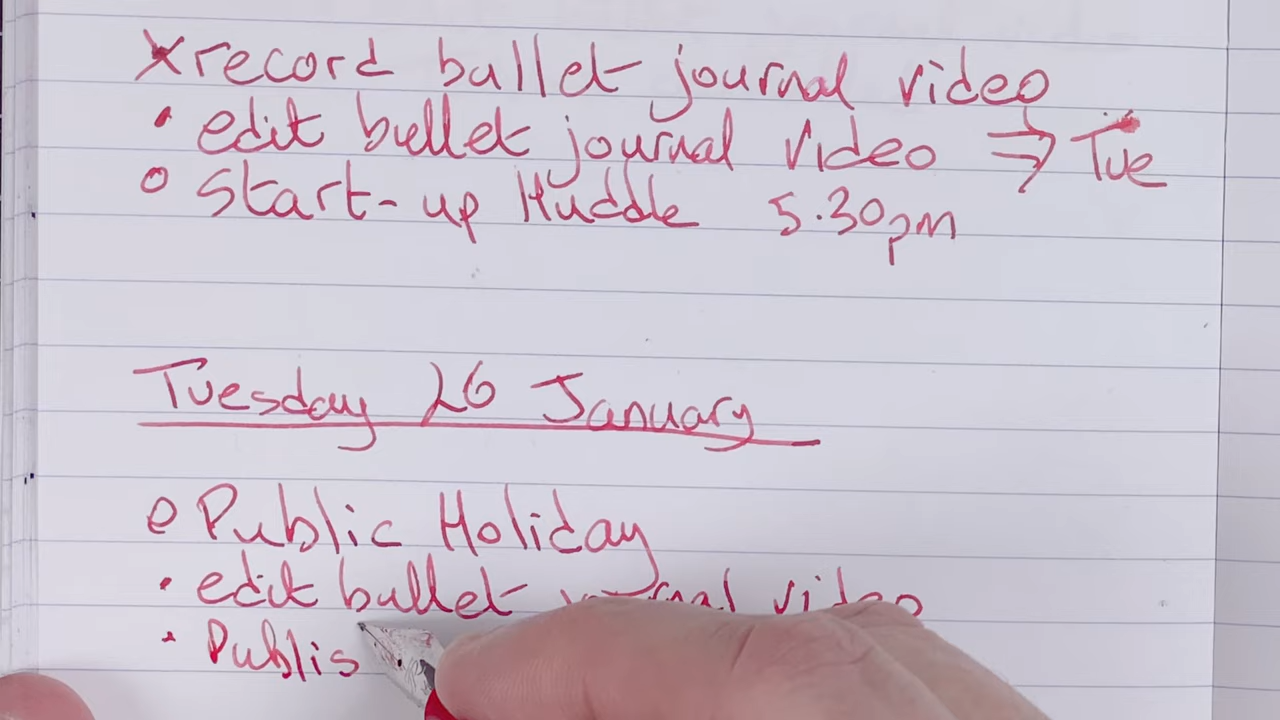 × record bullet journal video
• edit bullet journal video ⇒ Tue
○ Start-up Huddle 5.30pm
Tuesday 26 January
○ Public Holiday
• edit bullet journal video
• Publis